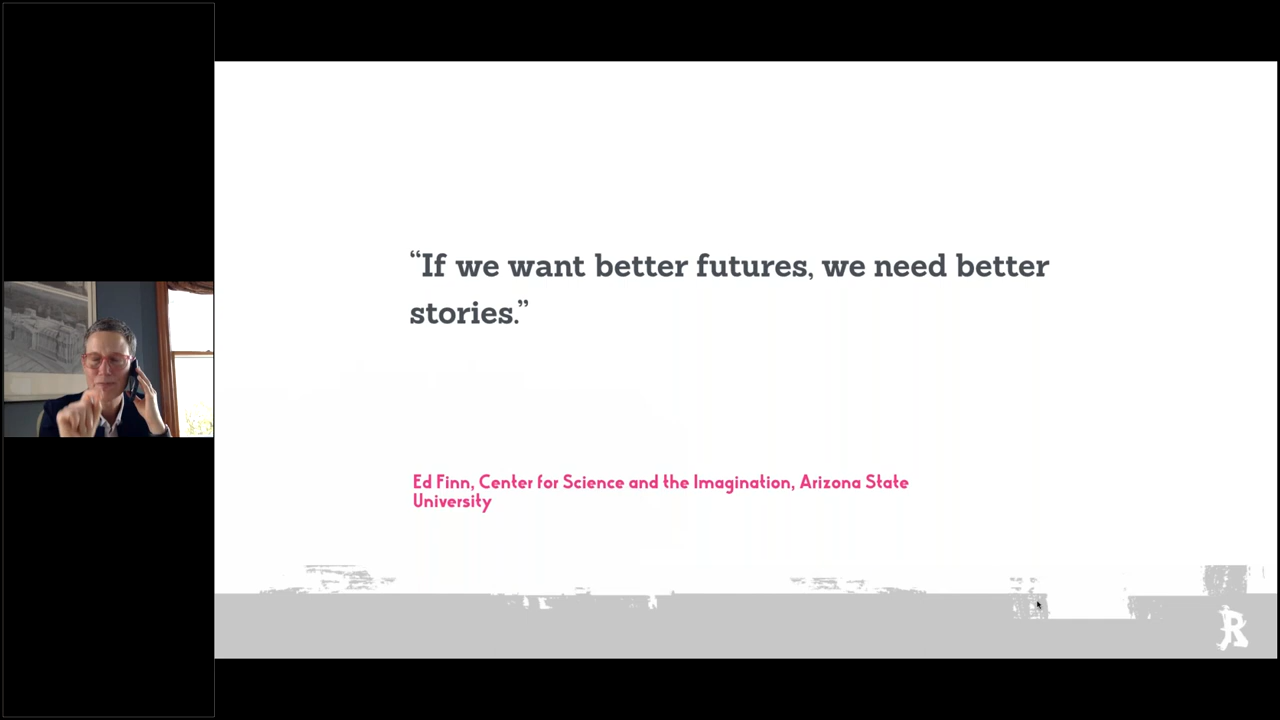 “If we want better futures, we need better
stories.”
Ed Finn, Center for Science and the Imagination, Arizona State
University
R